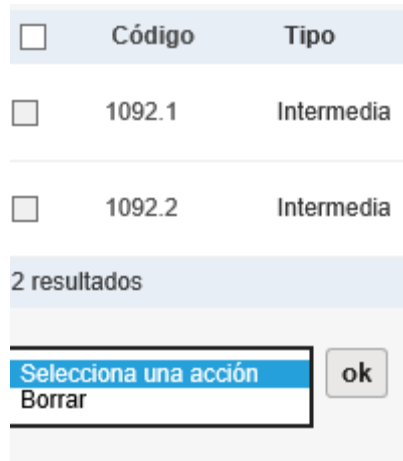 Código Tipo
1092.1 Intermedia
1092.2 Intermedia
2 resultados
Selecciona una acción ok
Borrar